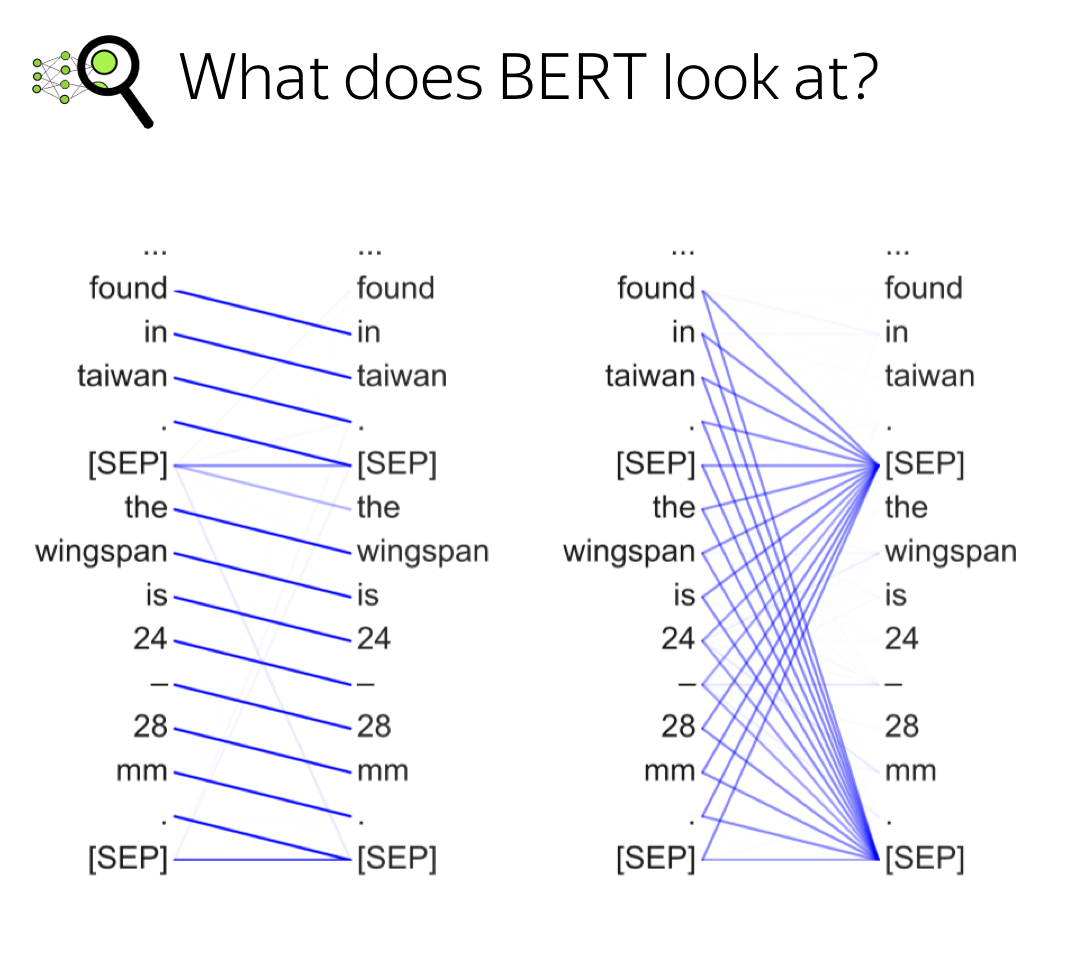 What does BERT look at?
... ... ... ...
found found found found
in in in in
taiwan taiwan taiwan taiwan
. . . .
[SEP] [SEP] [SEP] [SEP]
the the the the
wingspan wingspan wingspan wingspan
is is is is
24 24 24 24
– – – –
28 28 28 28
mm mm mm mm
. . . .
[SEP] [SEP] [SEP] [SEP]